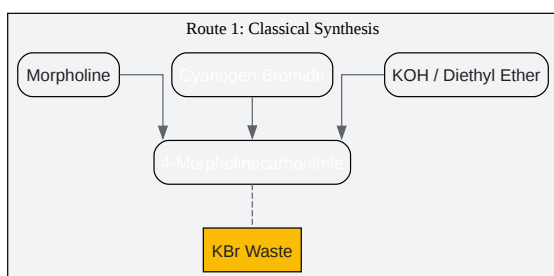 Route 1: Classical Synthesis
Morpholine
Cyanogen Bromide
KOH / Diethyl Ether
4-Morpholinecarbonitrile
KBr Waste